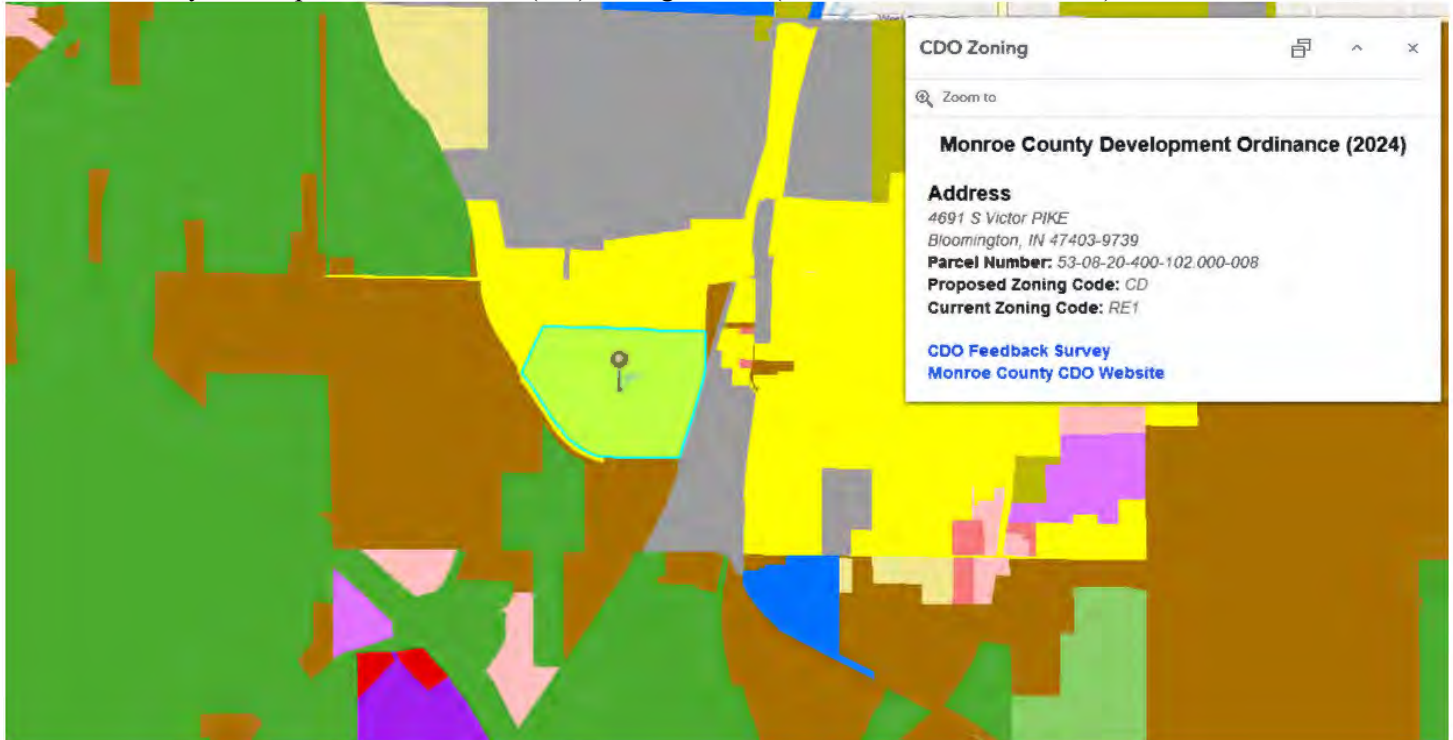 CDO Zoning
Zoom to
Monroe County Development Ordinance (2024)
Address
4691 S Victor PIKE
Bloomington, IN 47403-9739
Parcel Number: 53-08-20-400-102.000-008
Proposed Zoning Code: CD
Current Zoning Code: RE1
CDO Feedback Survey
Monroe County CDO Website